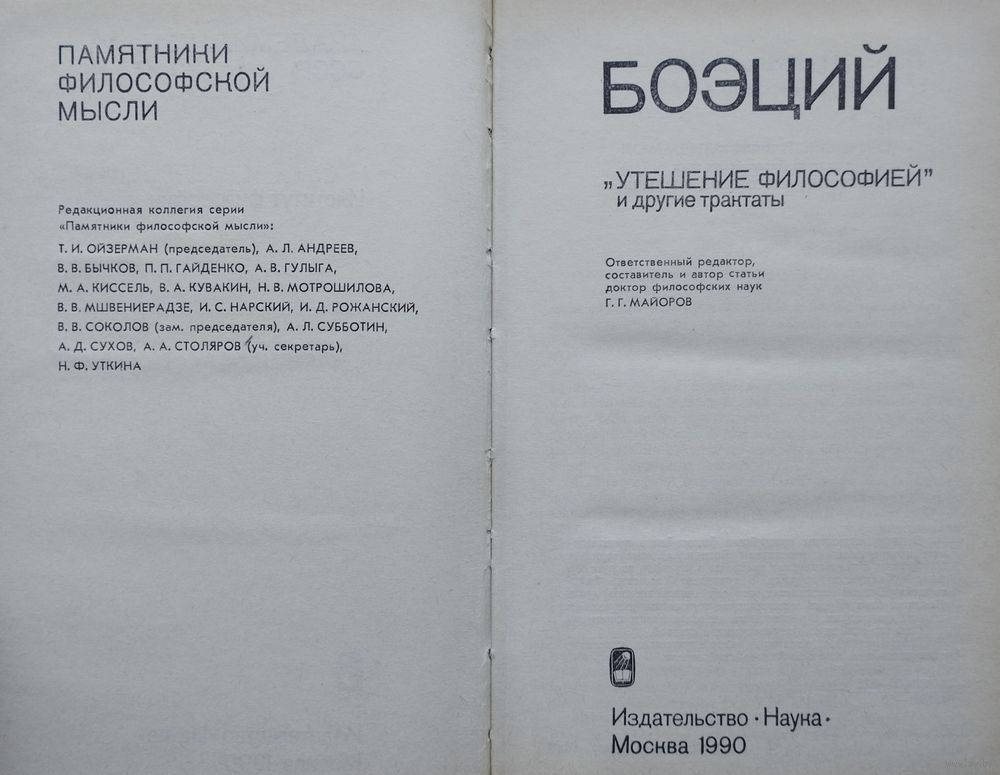 ПАМЯТНИКИ
ФИЛОСОФСКОЙ
МЫСЛИ
Редакционная коллегия серии
«Памятники философской мысли»:
Т. И. ОЙЗЕРМАН (председатель), А. Л. АНДРЕЕВ,
В. В. БЫЧКОВ, П. П. ГАЙДЕНКО, А. В. ГУЛЫГА,
М. А. КИССЕЛЬ, В. А. КУВАКИН, Н. В. МОТРОШИЛОВА,
В. В. МШВЕНИЕРАДЗЕ, И. С. НАРСКИЙ, И. Д. РОЖАНСКИЙ,
В. В. СОКОЛОВ (зам. председателя), А. Л. СУББОТИН,
А. Д. СУХОВ, А. А. СТОЛЯРОВ (уч. секретарь),
Н. Ф. УТКИНА
БОЭЦИЙ
„УТЕШЕНИЕ ФИЛОСОФИЕЙ”
и другие трактаты
Ответственный редактор,
составитель и автор статьи
доктор философских наук
Г. Г. МАЙОРОВ
Издательство · Наука ·
Москва 1990